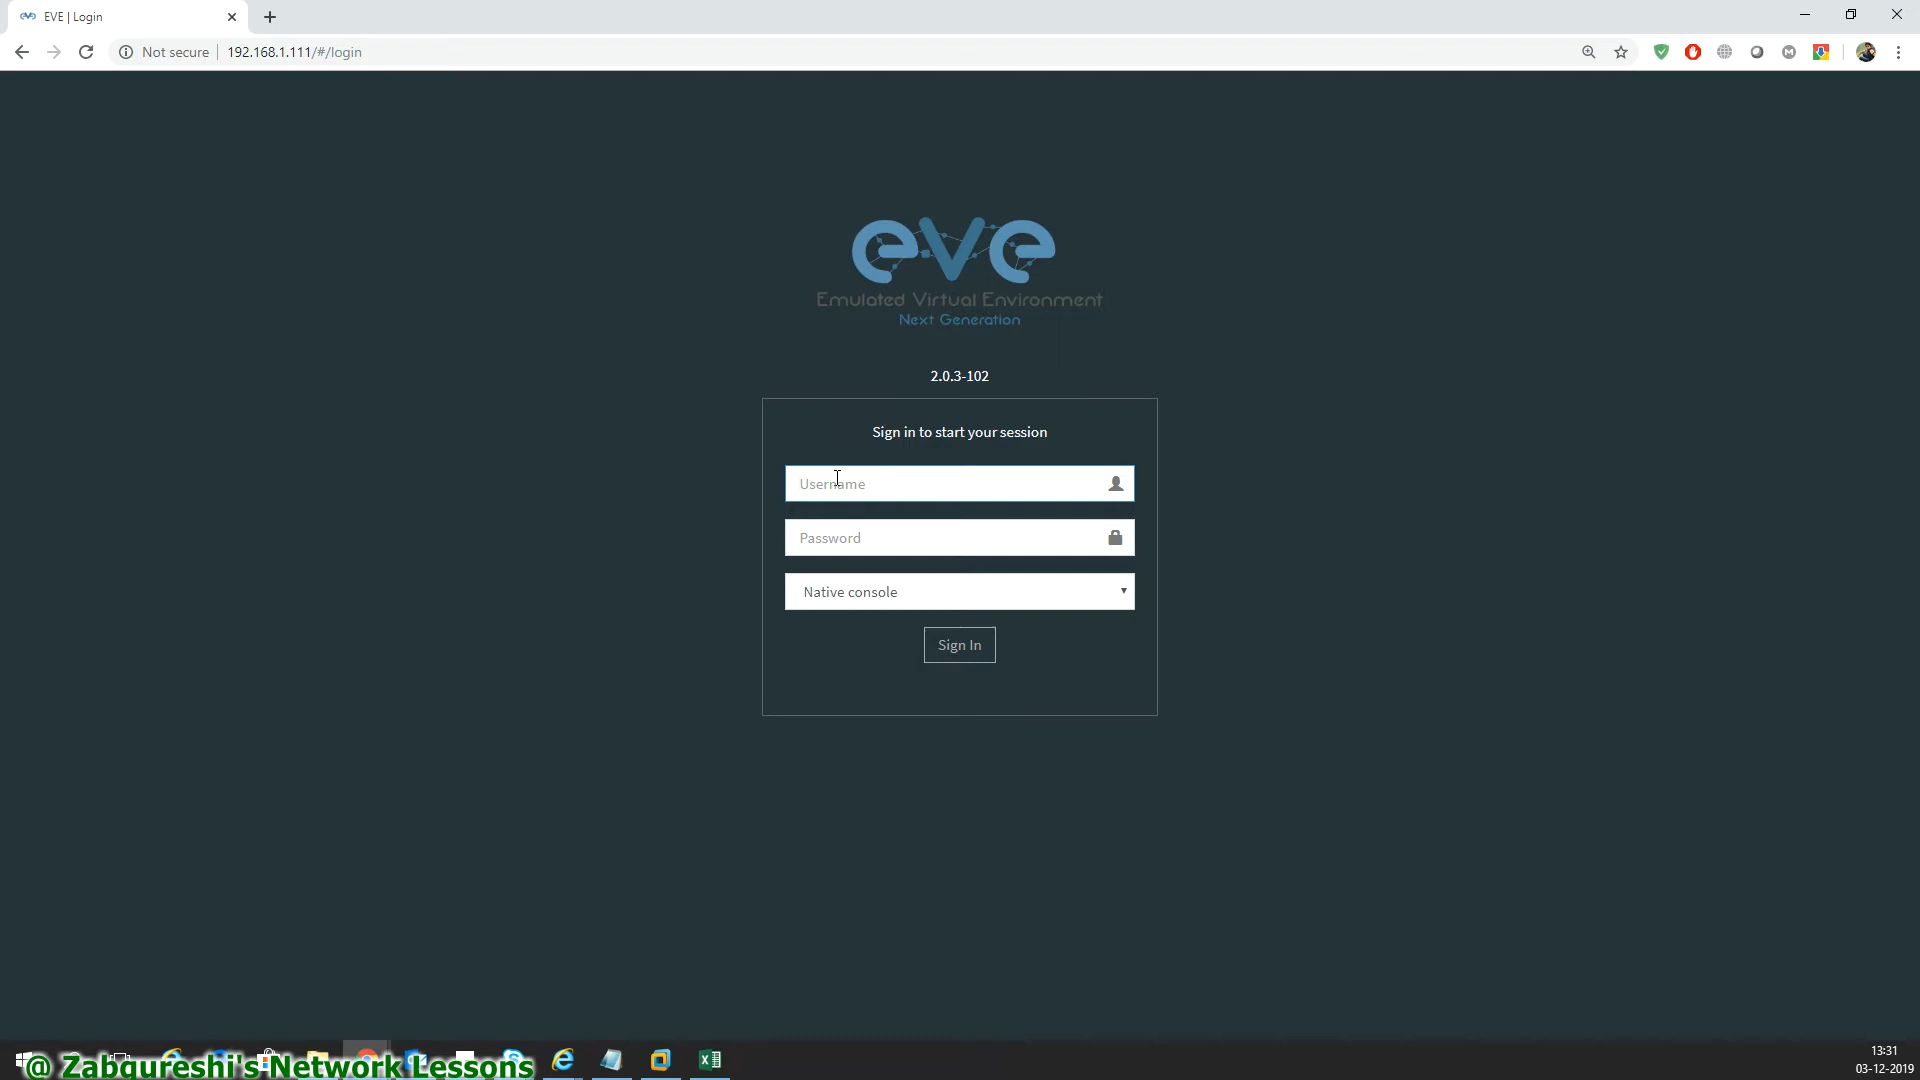 EVE | Login
Not secure | 192.168.1.111/#/login
eve
Emulated Virtual Environment
Next Generation
2.0.3-102
Sign in to start your session
Username
Password
Native console
Sign In
13:31
@ Zabqureshi's Network Lessons
03-12-2019